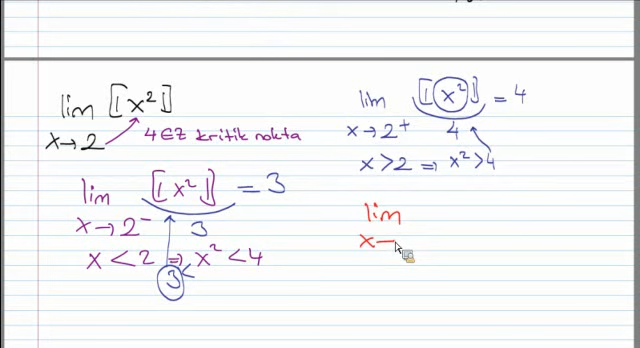 lim [|x²|]
x→2 4∈Z kritik nokta
lim [|x²|] = 3
x→2⁻ 3
x<2 ⇒ x²<4
3<
lim [|x²|] = 4
x→2⁺ 4
x>2 ⇒ x²>4
lim
x—